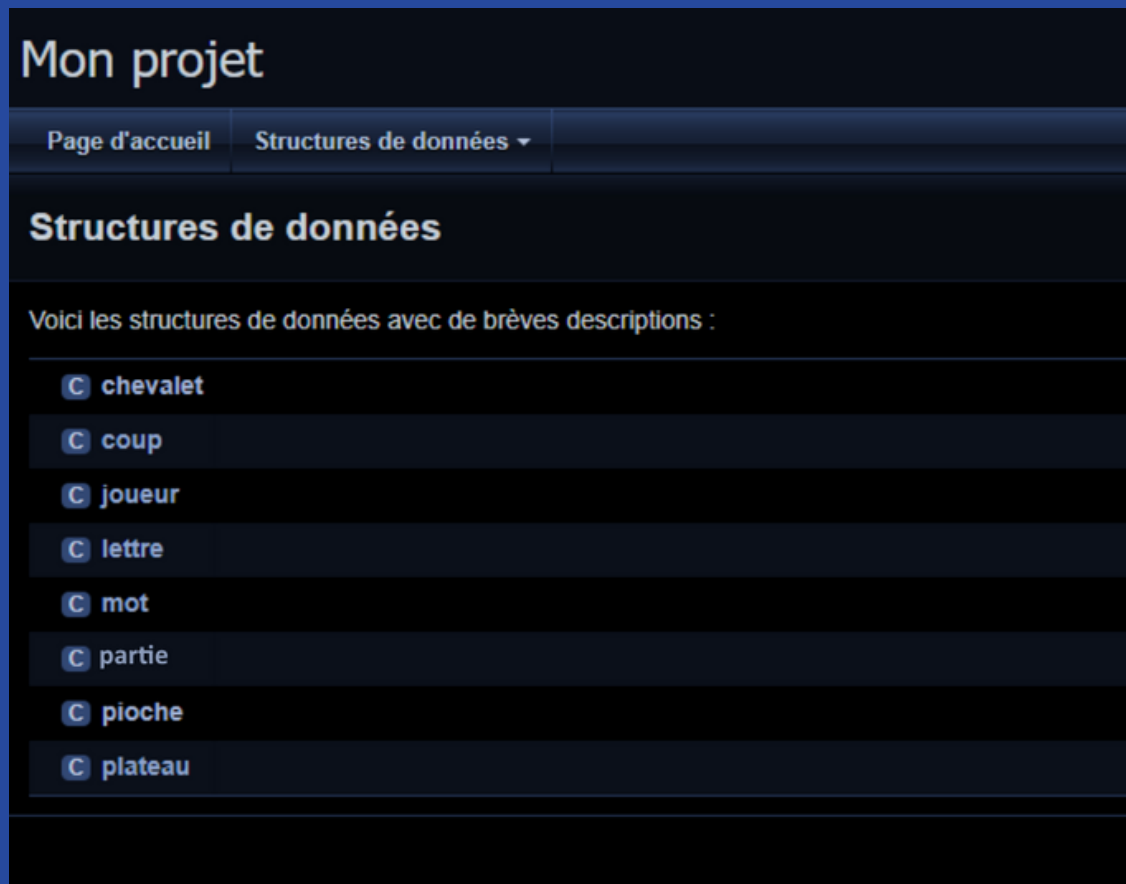 Mon projet
Page d'accueil Structures de données
Structures de données
Voici les structures de données avec de brèves descriptions :
C chevalet
C coup
C joueur
C lettre
C mot
C partie
C pioche
C plateau